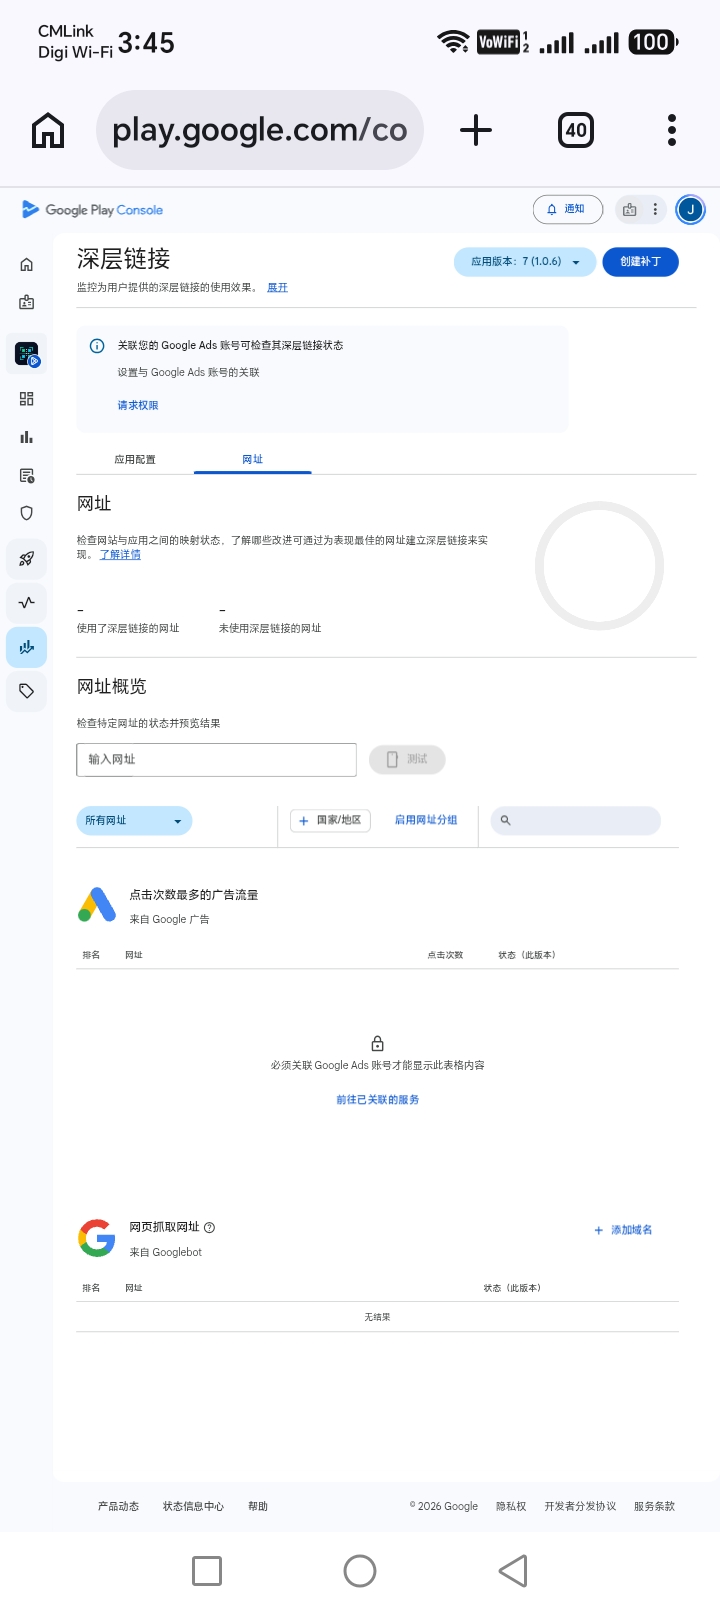 CMLink
Digi Wi-Fi
3:45
VoWiFi 1 2
100
play.google.com/co
40
Google Play Console
通知
J
深层链接
应用版本：7 (1.0.6)
创建补丁
监控为用户提供的深层链接的使用效果。 展开
关联您的 Google Ads 账号可检查其深层链接状态
设置与 Google Ads 账号的关联
请求权限
应用配置
网址
网址
检查网站与应用之间的映射状态，了解哪些改进可通过为表现最佳的网址建立深层链接来实
现。 了解详情
–
–
使用了深层链接的网址
未使用深层链接的网址
网址概览
检查特定网址的状态并预览结果
输入网址
测试
所有网址
国家/地区
启用网址分组
点击次数最多的广告流量
来自 Google 广告
排名
网址
点击次数
状态（此版本）
必须关联 Google Ads 账号才能显示此表格内容
前往已关联的服务
网页抓取网址
添加域名
来自 Googlebot
排名
网址
状态（此版本）
无结果
产品动态
状态信息中心
帮助
© 2026 Google
隐私权
开发者分发协议
服务条款